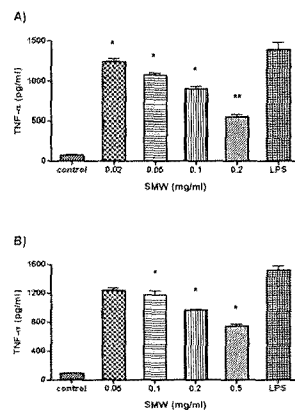 A)
1500
1000
500
0
TNF-α (pg/ml)
* * * **
control 0.02 0.05 0.1 0.2 LPS
SMW (mg/ml)
B)
1600
1200
800
400
0
TNF-α (pg/ml)
* * *
control 0.05 0.1 0.2 0.5 LPS
SMW (mg/ml)